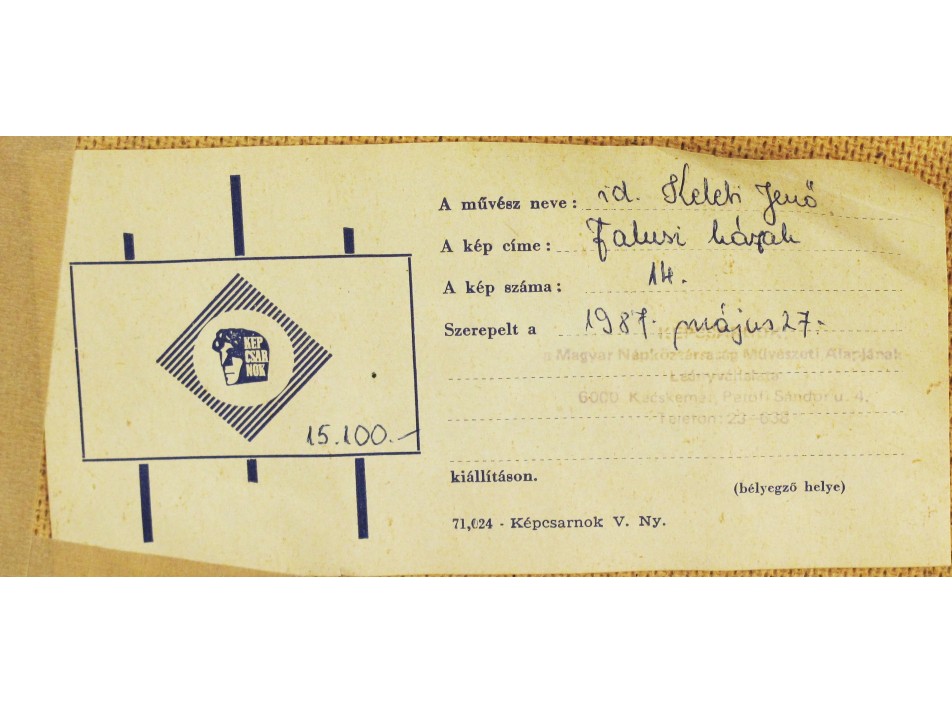 KÉP
CSAR
NOK
15.100.-
A művész neve: id. Keleti Jenő
A kép címe: Falusi házak
A kép száma: 14.
Szerepelt a 1987. május 27.
a Magyar Népköztársaság Művészeti Alapjának
6000 Kecskemét, Petőfi Sándor u. 4.
Telefon: 23-638
kiállításon.
(bélyegző helye)
71,024 - Képcsarnok V. Ny.